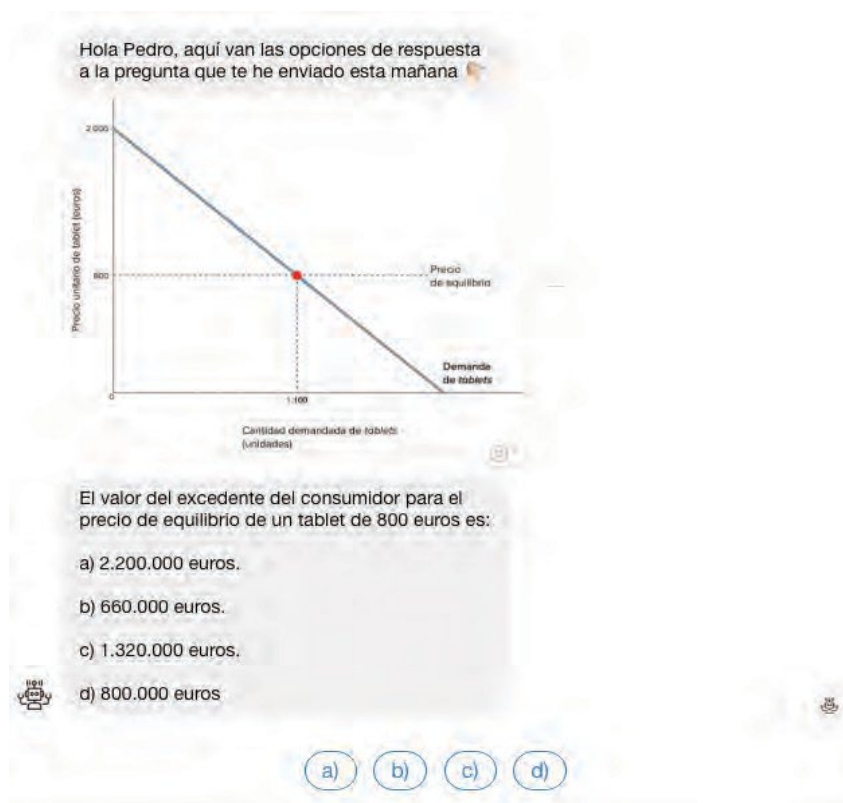 Hola Pedro, aquí van las opciones de respuesta
a la pregunta que te he enviado esta mañana
2.000
Precio unitario de tablet (euros)
800
Precio
de equilibrio
Demanda
de tablets
0
1.100
Cantidad demandada de tablets
(unidades)
El valor del excedente del consumidor para el
precio de equilibrio de un tablet de 800 euros es:
a) 2.200.000 euros.
b) 660.000 euros.
c) 1.320.000 euros.
d) 800.000 euros
a) b) c) d)